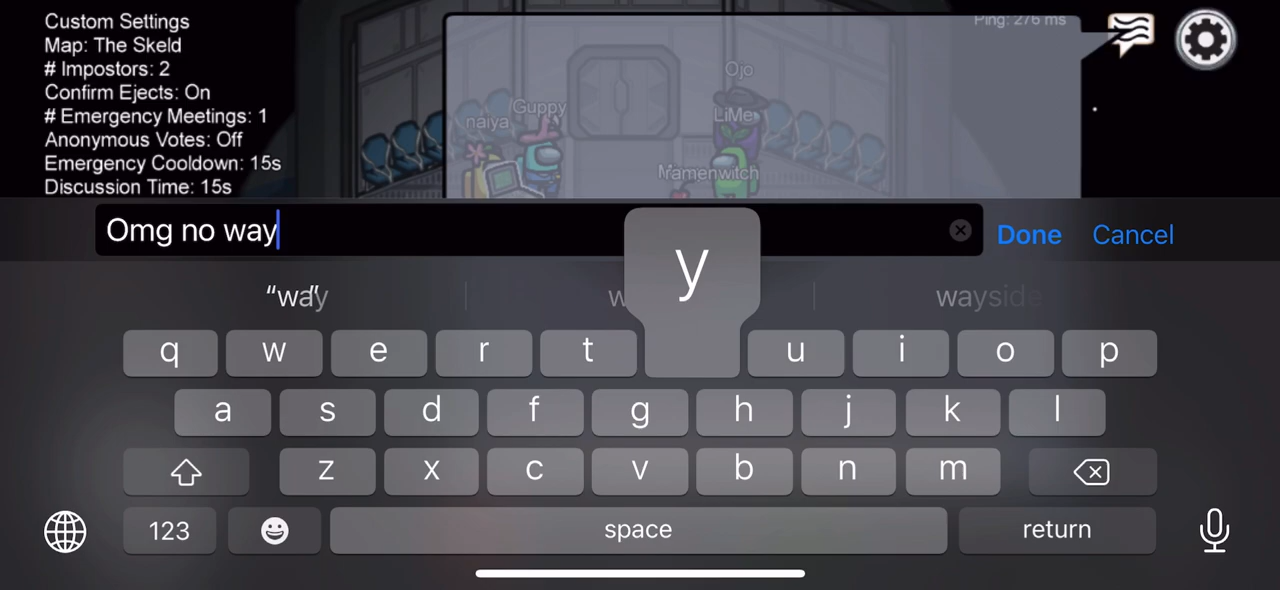 Custom Settings
Map: The Skeld
# Impostors: 2
Confirm Ejects: On
# Emergency Meetings: 1
Anonymous Votes: Off
Emergency Cooldown: 15s
Discussion Time: 15s
Ping: 276 ms
Ojo
Guppy
naiya
LiMe
Mramenwitch
Omg no way
Done
Cancel
“way”
wayside
y
q w e r t u i o p
a s d f g h j k l
z x c v b n m
123
space
return